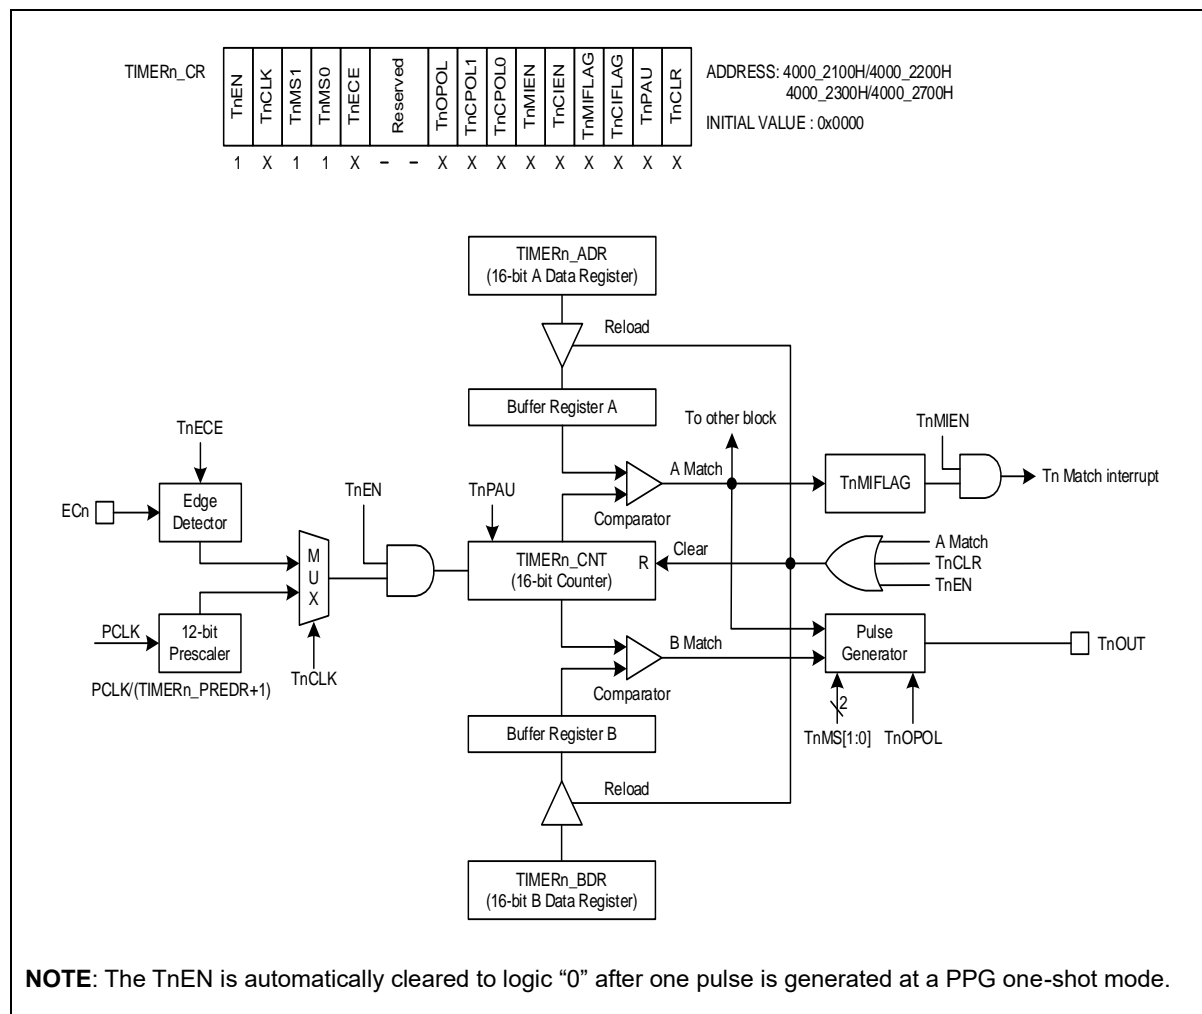 TIMERn_CR
TnEN
TnCLK
TnMS1
TnMS0
TnECE
Reserved
TnOPOL
TnCPOL1
TnCPOL0
TnMIEN
TnCIEN
TnMIFLAG
TnCIFLAG
TnPAU
TnCLR
ADDRESS: 4000_2100H/4000_2200H
4000_2300H/4000_2700H
INITIAL VALUE : 0x0000
1 X 1 1 X – – X X X X X X X X X
TIMERn_ADR
(16-bit A Data Register)
Reload
Buffer Register A
To other block
TnECE
TnMIEN
A Match
TnEN
TnPAU
TnMIFLAG
Tn Match interrupt
ECn
Edge
Detector
Comparator
MUX
TIMERn_CNT
(16-bit Counter)
R
Clear
A Match
TnCLR
TnEN
PCLK
12-bit
Prescaler
B Match
Pulse
Generator
TnOUT
TnCLK
PCLK/(TIMERn_PREDR+1)
Comparator
2
Buffer Register B
TnMS[1:0]
TnOPOL
Reload
TIMERn_BDR
(16-bit B Data Register)
NOTE: The TnEN is automatically cleared to logic “0” after one pulse is generated at a PPG one-shot mode.